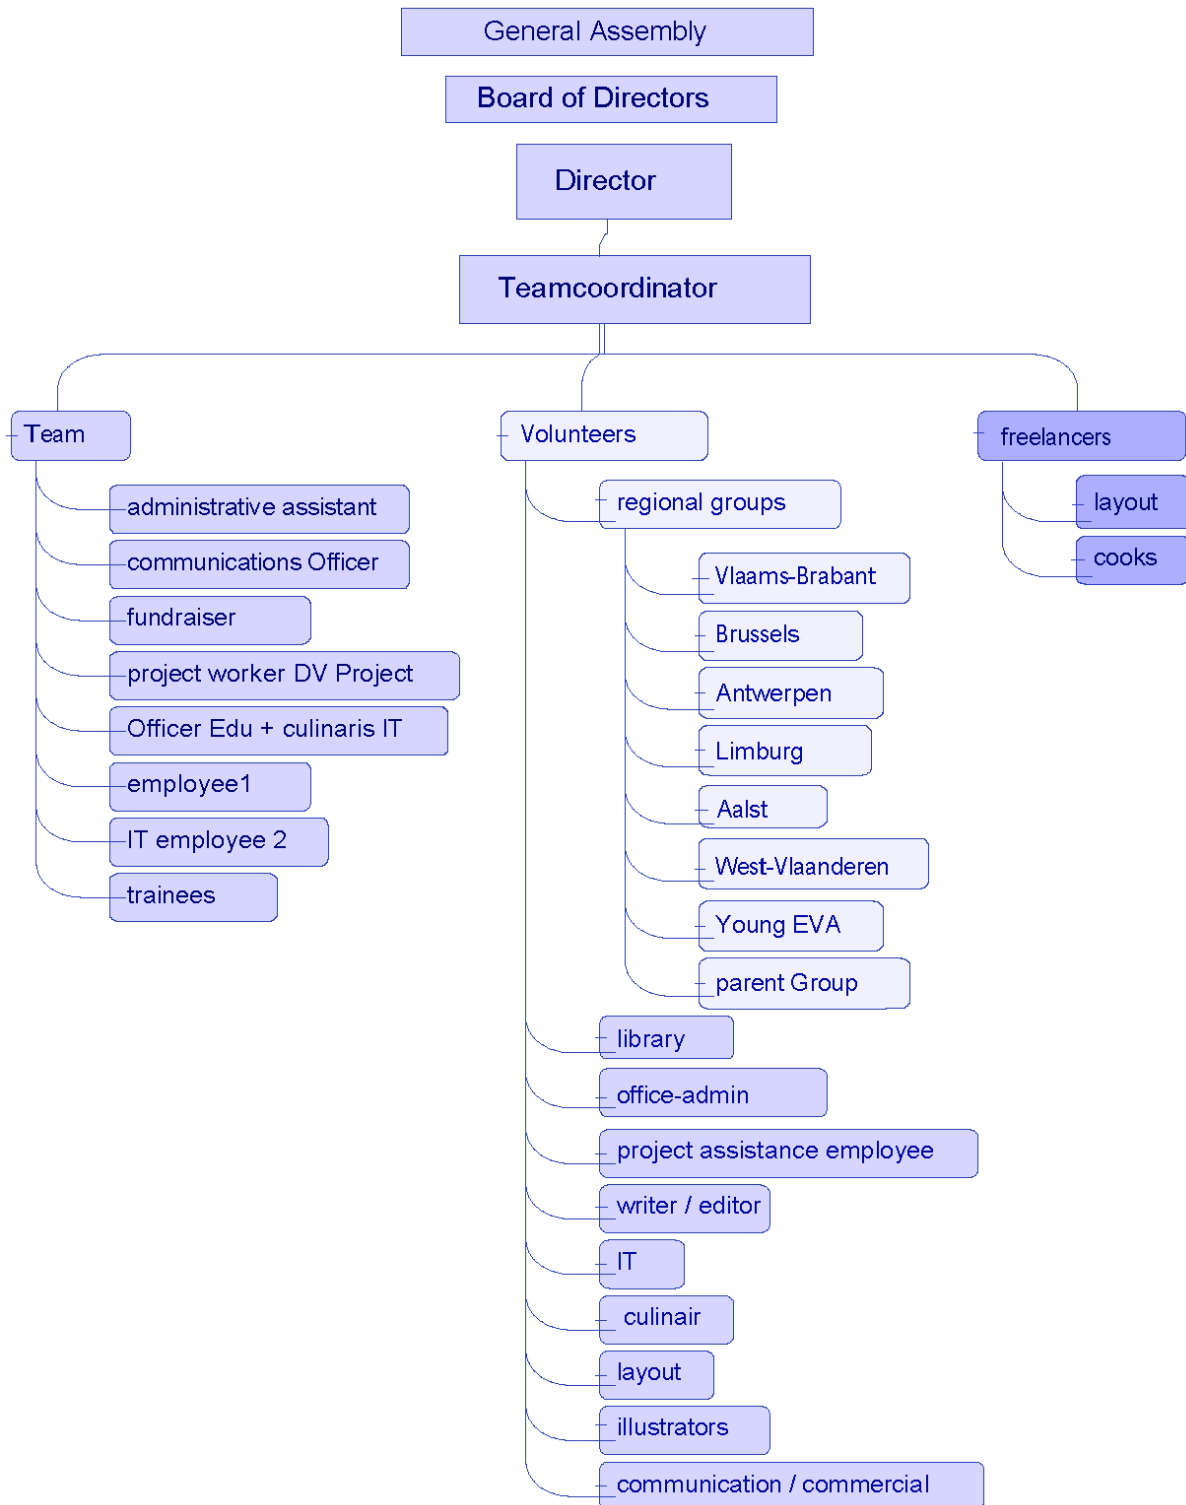 General Assembly
Board of Directors
Director
Teamcoordinator
Team
administrative assistant
communications Officer
fundraiser
project worker DV Project
Officer Edu + culinaris IT
employee1
IT employee 2
trainees
Volunteers
regional groups
Vlaams-Brabant
Brussels
Antwerpen
Limburg
Aalst
West-Vlaanderen
Young EVA
parent Group
library
office-admin
project assistance employee
writer / editor
IT
culinair
layout
illustrators
communication / commercial
freelancers
layout
cooks